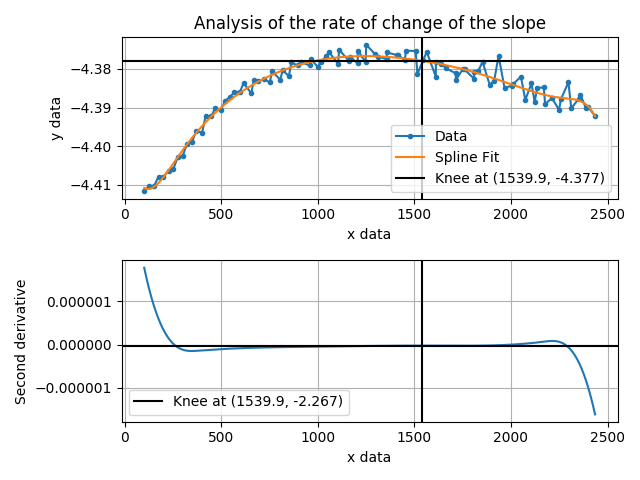 Analysis of the rate of change of the slope
y data
−4.38
−4.39
−4.40
−4.41
Data
Spline Fit
Knee at (1539.9, -4.377)
0 500 1000 1500 2000 2500
x data
Second derivative
0.000001
0.000000
−0.000001
Knee at (1539.9, -2.267)
0 500 1000 1500 2000 2500
x data